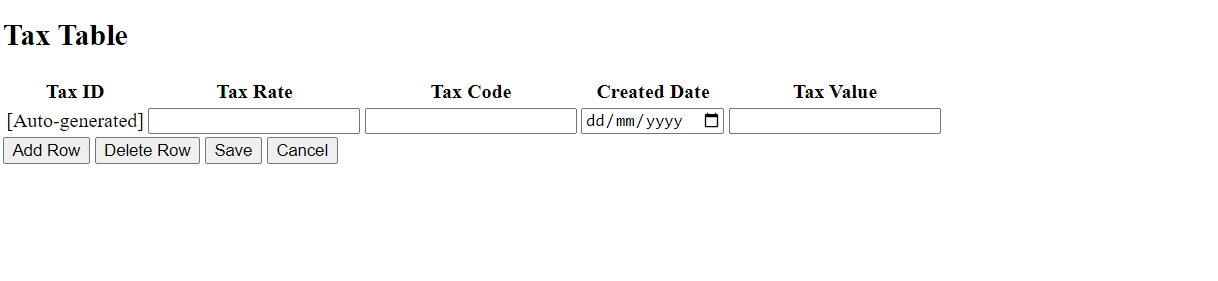 Tax Table
Tax ID Tax Rate Tax Code Created Date Tax Value
[Auto-generated] dd/mm/yyyy
Add Row Delete Row Save Cancel